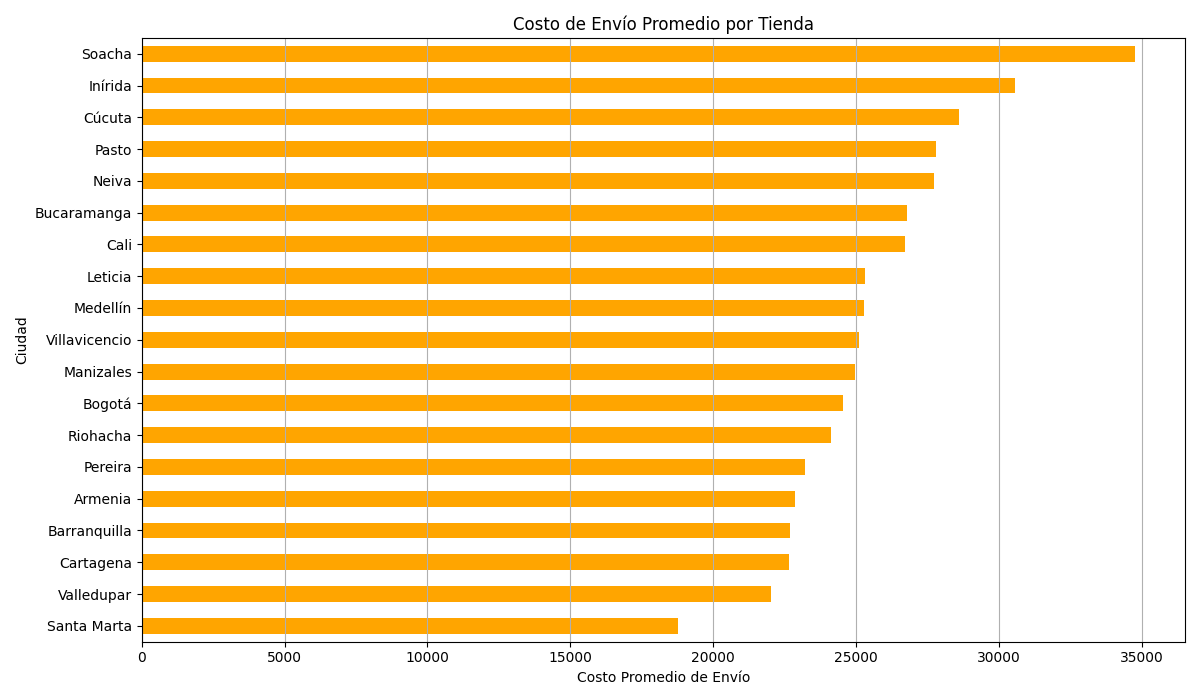 Costo de Envío Promedio por Tienda
Soacha
Inírida
Cúcuta
Pasto
Neiva
Bucaramanga
Cali
Leticia
Medellín
Villavicencio
Manizales
Bogotá
Riohacha
Pereira
Armenia
Barranquilla
Cartagena
Valledupar
Santa Marta
Ciudad
0 5000 10000 15000 20000 25000 30000 35000
Costo Promedio de Envío